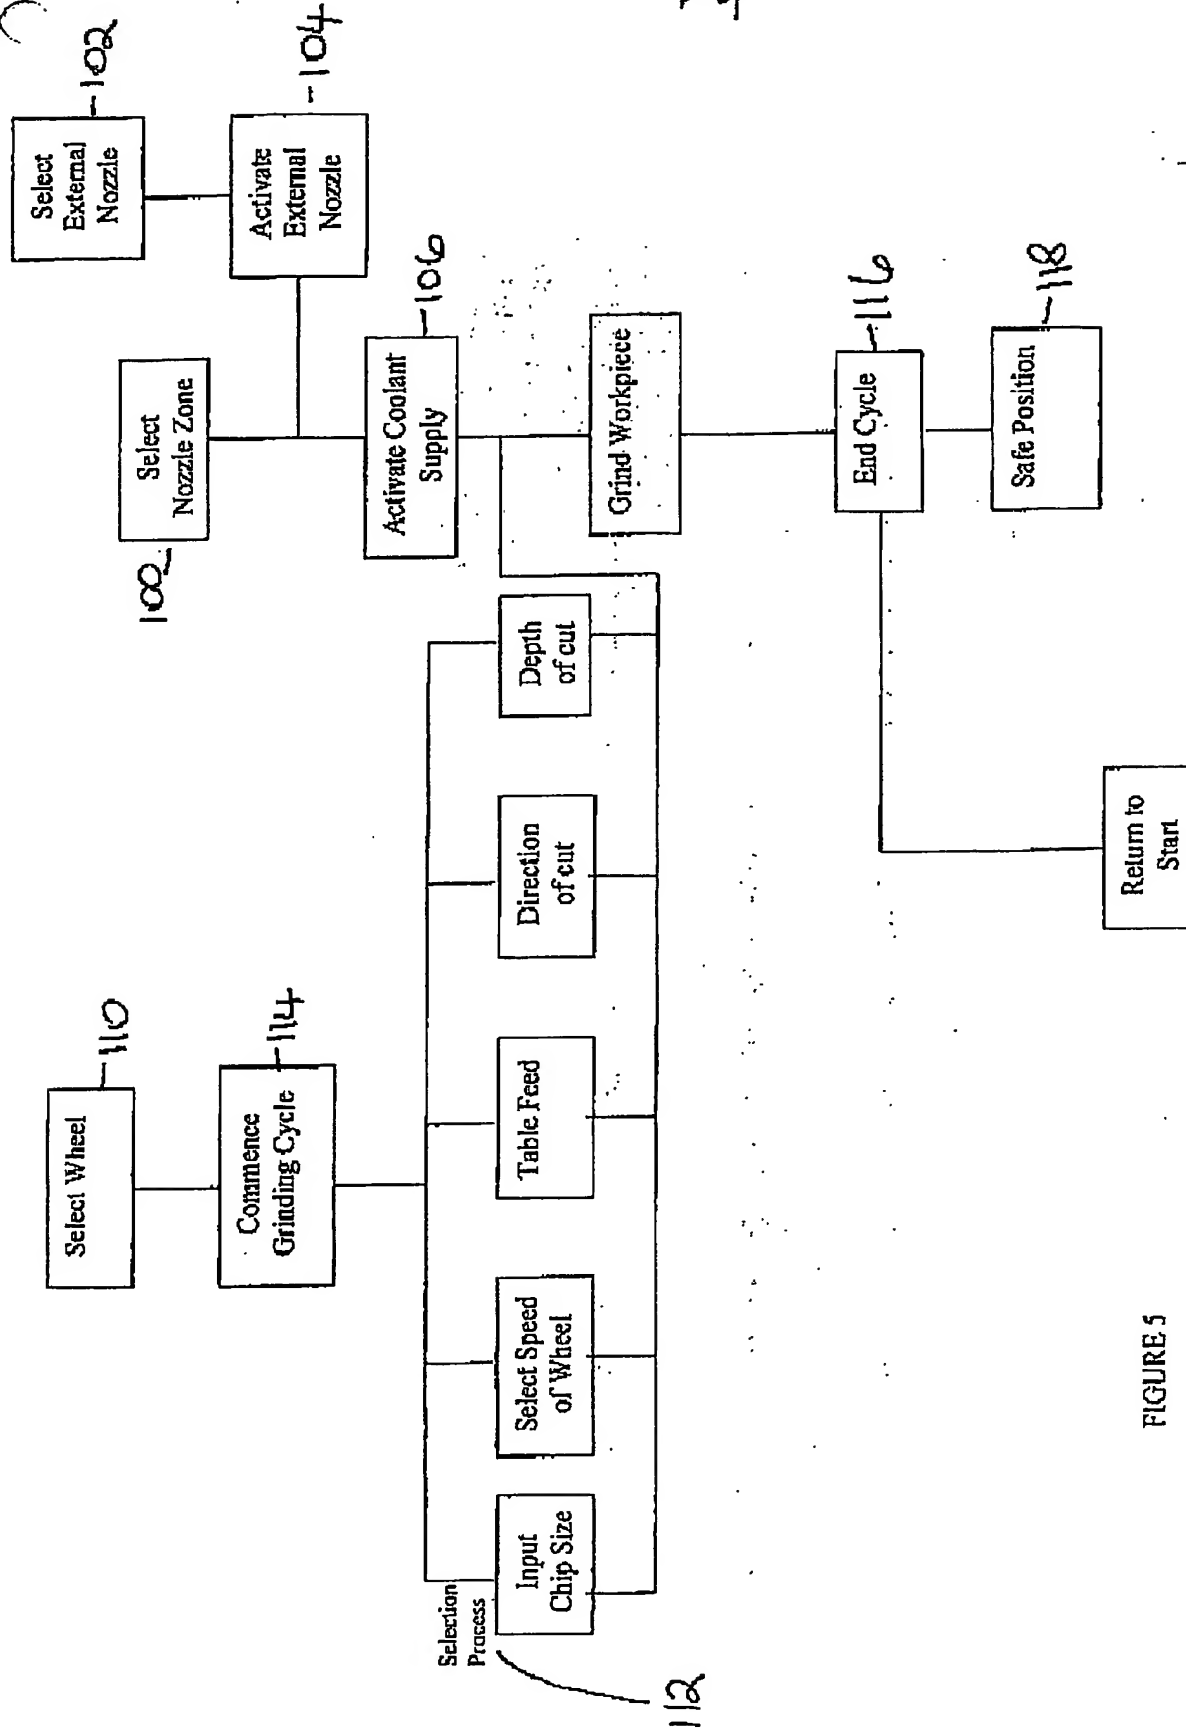 Select Wheel
110
Commence
Grinding Cycle
114
Selection
Process
112
Input
Chip Size
Select Speed
of Wheel
Table Feed
Direction
of cut
Depth
of cut
Select
Nozzle Zone
100
Select
External
Nozzle
102
Activate
External
Nozzle
104
Activate Coolant
Supply
106
Grind Workpiece
End Cycle
116
Safe Position
118
Return to
Start
FIGURE 5